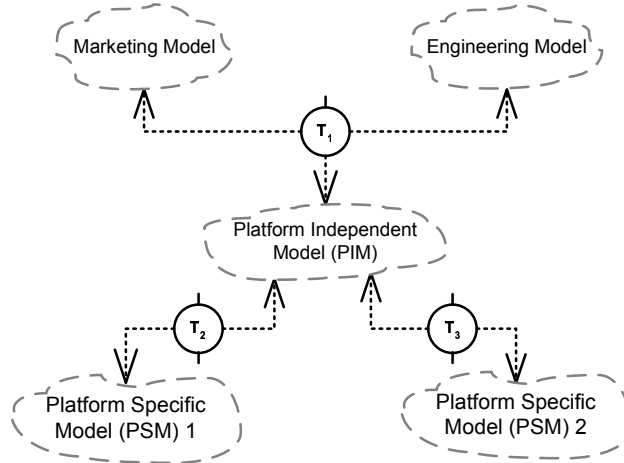 Marketing Model
Engineering Model
T1
Platform Independent
Model (PIM)
T2
T3
Platform Specific
Model (PSM) 1
Platform Specific
Model (PSM) 2